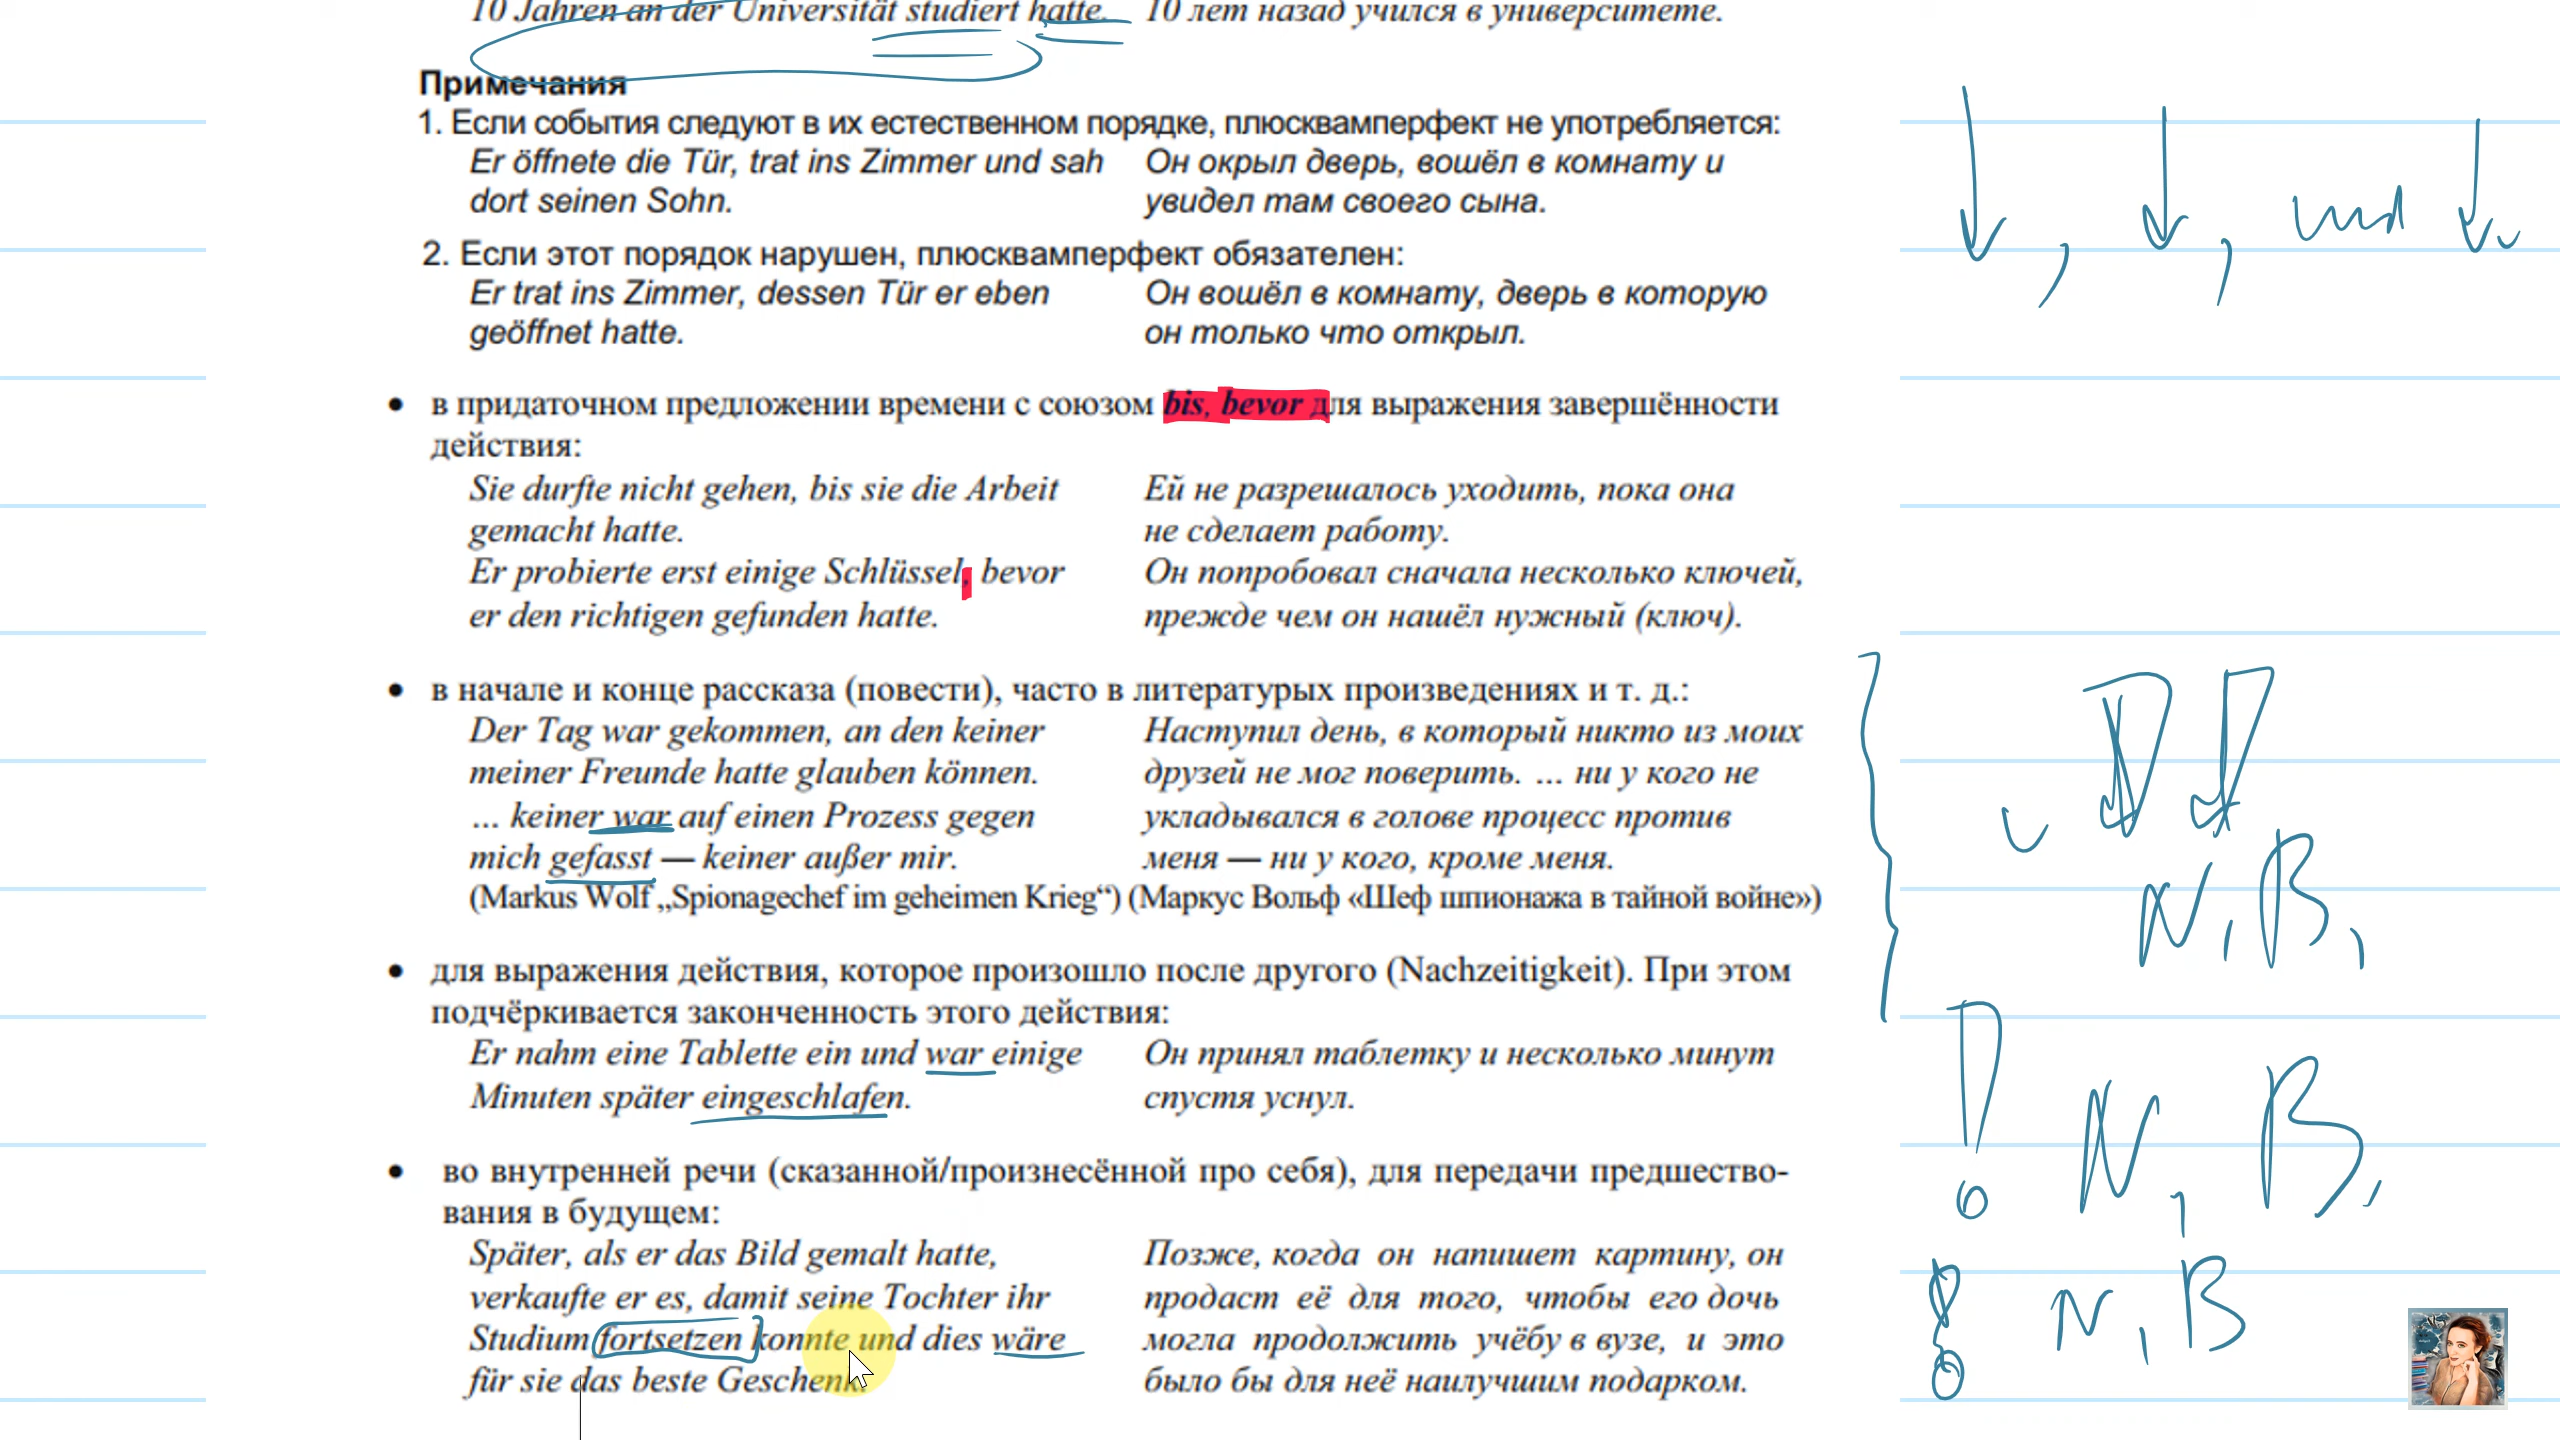 10 Jahren an der Universität studiert hatte. 10 лет назад учился в университете.
Примечания
1. Если события следуют в их естественном порядке, плюсквамперфект не употребляется:
Er öffnete die Tür, trat ins Zimmer und sah Он окрыл дверь, вошёл в комнату и
dort seinen Sohn. увидел там своего сына.
2. Если этот порядок нарушен, плюсквамперфект обязателен:
Er trat ins Zimmer, dessen Tür er eben Он вошёл в комнату, дверь в которую
geöffnet hatte. он только что открыл.
• в придаточном предложении времени с союзом bis, bevor для выражения завершённости
действия:
Sie durfte nicht gehen, bis sie die Arbeit Ей не разрешалось уходить, пока она
gemacht hatte. не сделает работу.
Er probierte erst einige Schlüssel, bevor Он попробовал сначала несколько ключей,
er den richtigen gefunden hatte. прежде чем он нашёл нужный (ключ).
• в начале и конце рассказа (повести), часто в литературых произведениях и т. д.:
Der Tag war gekommen, an den keiner Наступил день, в который никто из моих
meiner Freunde hatte glauben können. друзей не мог поверить. ... ни у кого не
... keiner war auf einen Prozess gegen укладывался в голове процесс против
mich gefasst — keiner außer mir. меня — ни у кого, кроме меня.
(Markus Wolf „Spionagechef im geheimen Krieg“) (Маркус Вольф «Шеф шпионажа в тайной войне»)
• для выражения действия, которое произошло после другого (Nachzeitigkeit). При этом
подчёркивается законченность этого действия:
Er nahm eine Tablette ein und war einige Он принял таблетку и несколько минут
Minuten später eingeschlafen. спустя уснул.
• во внутренней речи (сказанной/произнесённой про себя), для передачи предшество-
вания в будущем:
Später, als er das Bild gemalt hatte, Позже, когда он напишет картину, он
verkaufte er es, damit seine Tochter ihr продаст её для того, чтобы его дочь
Studium fortsetzen konnte und dies wäre могла продолжить учёбу в вузе, и это
für sie das beste Geschenk. было бы для неё наилучшим подарком.
, , und .
N, B,
N, B,
N, B